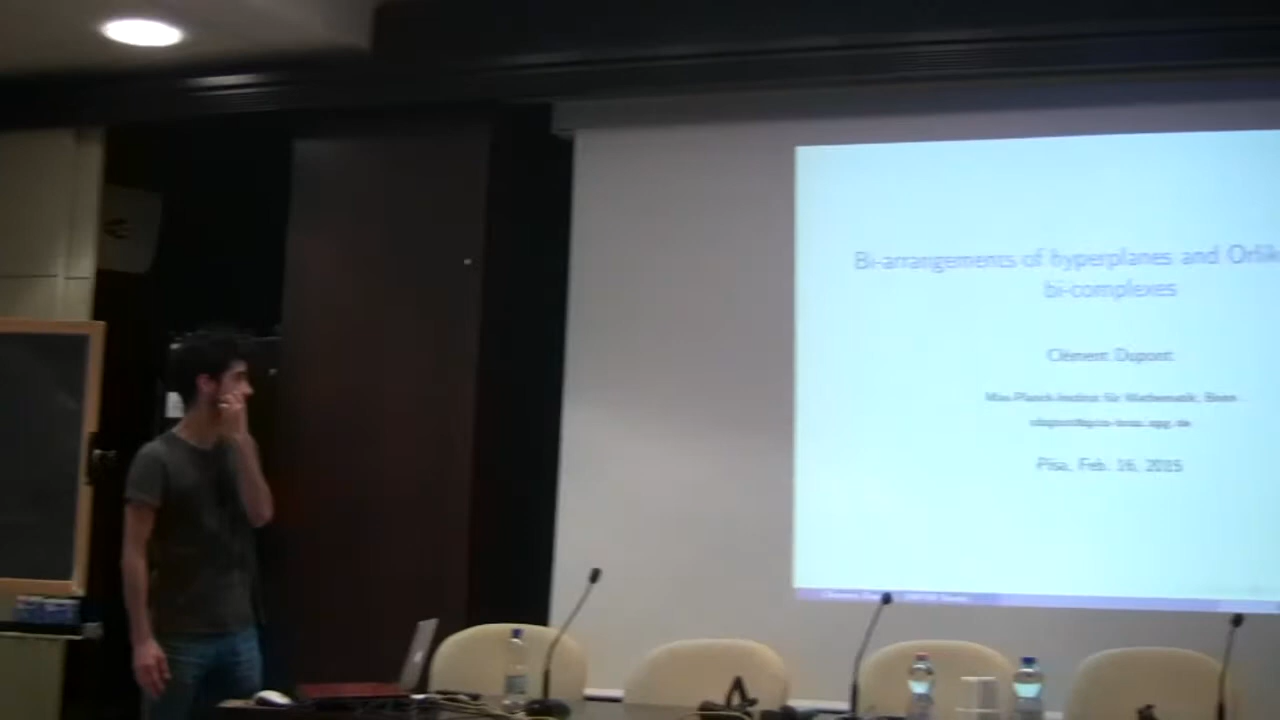 Bi-arrangements of hyperplanes and Orlik
bi-complexes
Clément Dupont
Max-Planck-Institut für Mathematik, Bonn
Pisa, Feb. 16, 2015